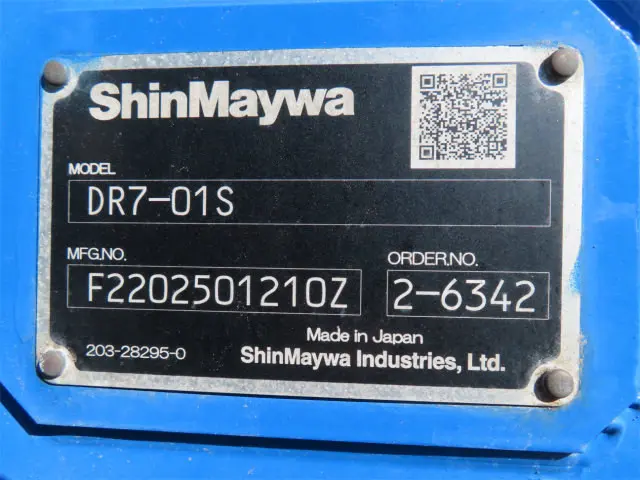 ShinMaywa
MODEL
DR7-01S
MFG.NO. ORDER.NO.
F2202501210Z 2-6342
Made in Japan
203-28295-0 ShinMaywa Industries, Ltd.